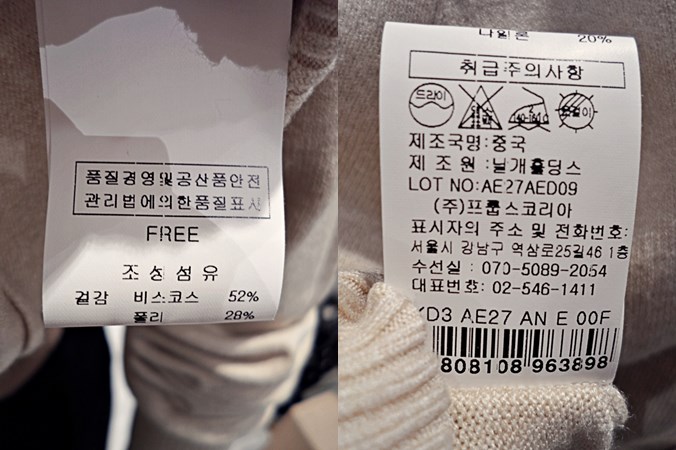 품질경영및공산품안전
관리법에의한품질표시
FREE
조성섬유
겉감 비스코스 52%
폴리 28%
나일론 20%
취급주의사항
드라이
제조국명:중국
제 조 원 :날개홀딩스
LOT NO:AE27AED09
(주)프룹스코리아
표시자의 주소 및 전화번호:
서울시 강남구 역삼로25길46 1층
수선실 : 070-5089-2054
대표번호: 02-546-1411
KD3 AE27 AN E 00F
808108 963898